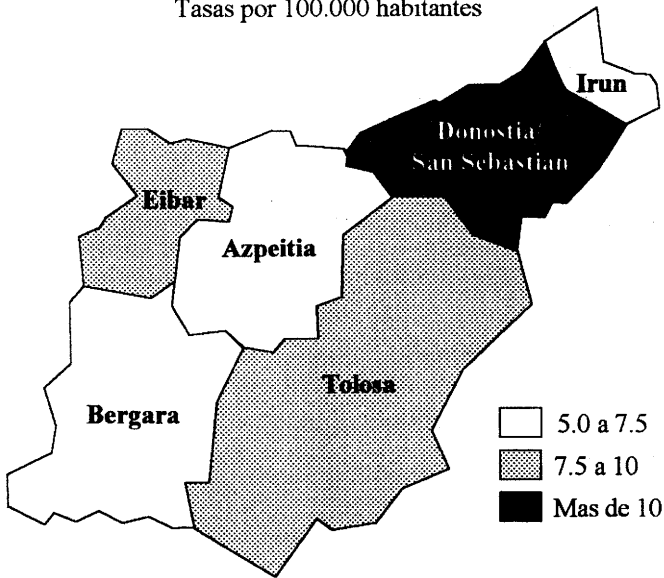 Tasas por 100.000 habitantes
Irun
Donostia/
San Sebastian
Eibar
Azpeitia
Tolosa
Bergara
5.0 a 7.5
7.5 a 10
Mas de 10